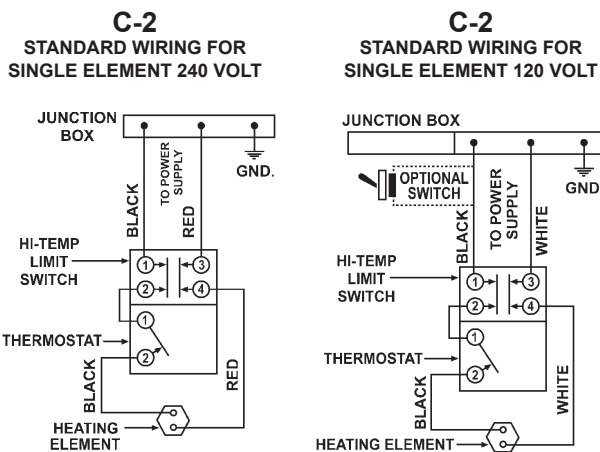 C-2
STANDARD WIRING FOR
SINGLE ELEMENT 240 VOLT
JUNCTION
BOX
GND.
TO POWER
SUPPLY
BLACK
RED
HI-TEMP
LIMIT
SWITCH
1
3
2
4
THERMOSTAT
1
2
BLACK
RED
HEATING
ELEMENT
C-2
STANDARD WIRING FOR
SINGLE ELEMENT 120 VOLT
JUNCTION BOX
GND
OPTIONAL
SWITCH
TO POWER
SUPPLY
BLACK
WHITE
HI-TEMP
LIMIT
SWITCH
1
3
2
4
THERMOSTAT
1
2
BLACK
WHITE
HEATING ELEMENT